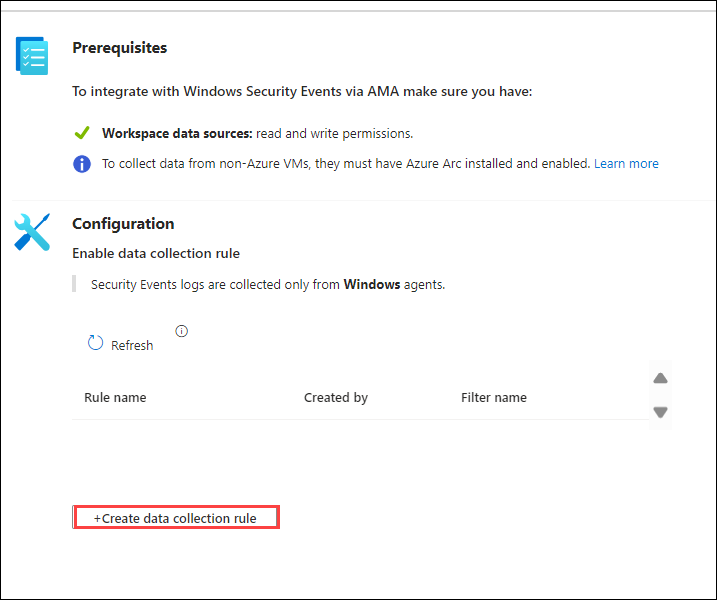 Prerequisites
To integrate with Windows Security Events via AMA make sure you have:
Workspace data sources: read and write permissions.
To collect data from non-Azure VMs, they must have Azure Arc installed and enabled. Learn more
Configuration
Enable data collection rule
Security Events logs are collected only from Windows agents.
Refresh
Rule name Created by Filter name
+Create data collection rule